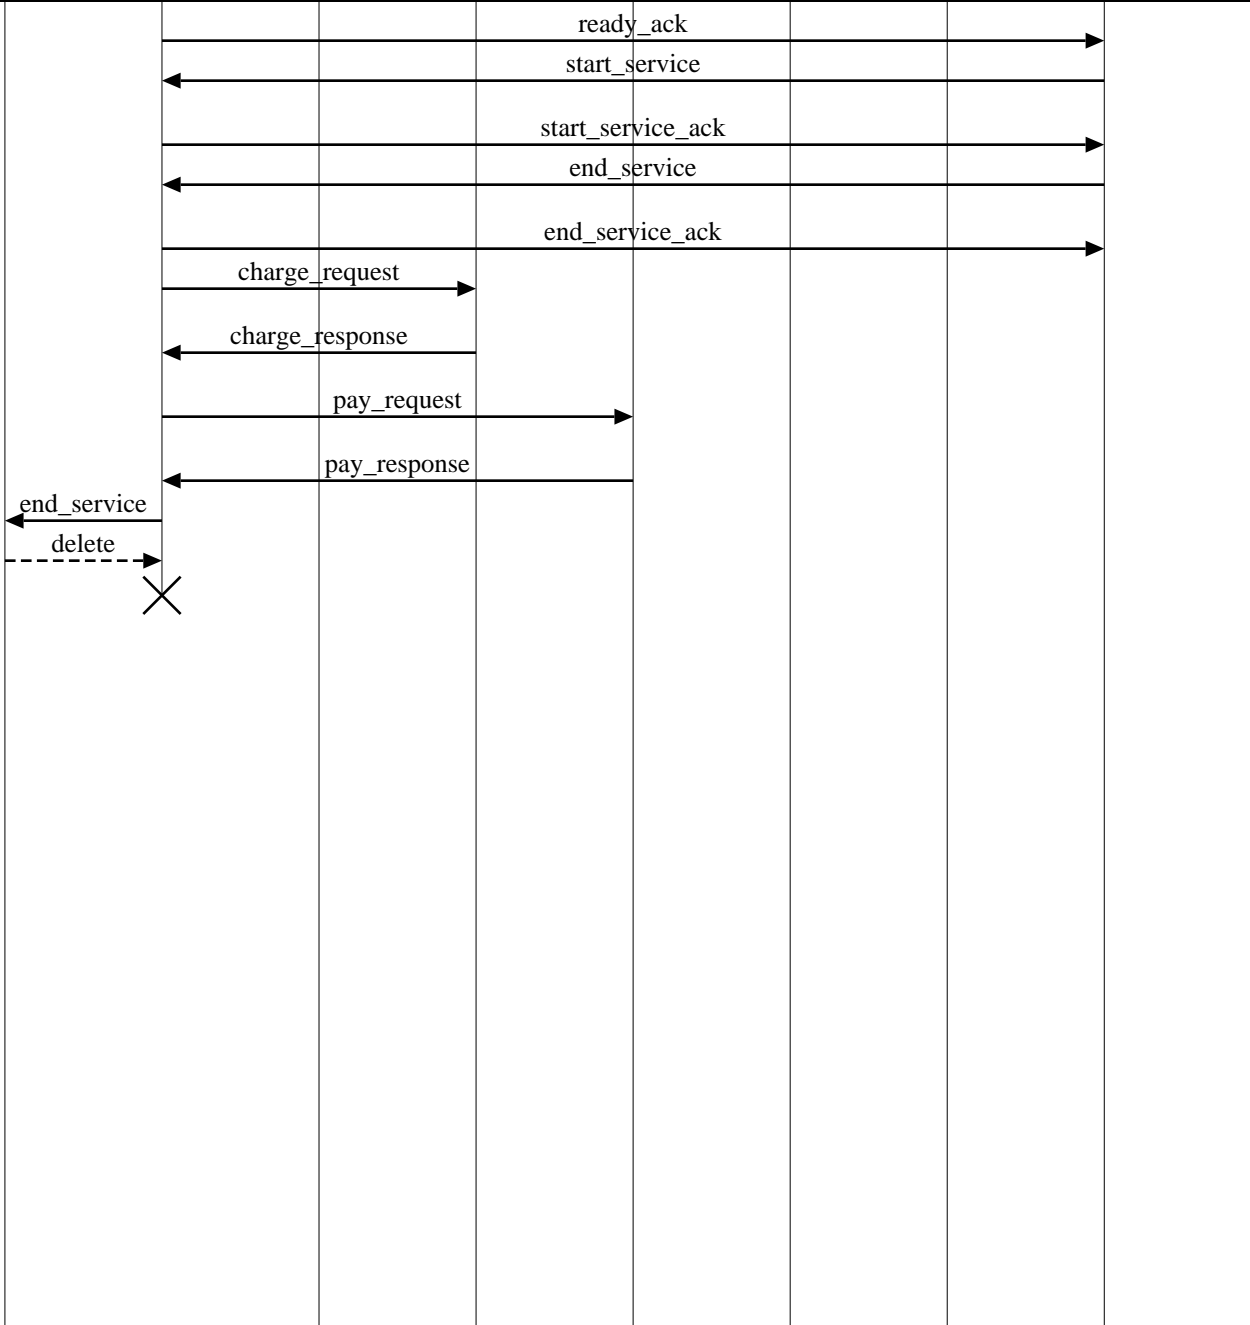 ready_ack
start_service
start_service_ack
end_service
end_service_ack
charge_request
charge_response
pay_request
pay_response
end_service
delete